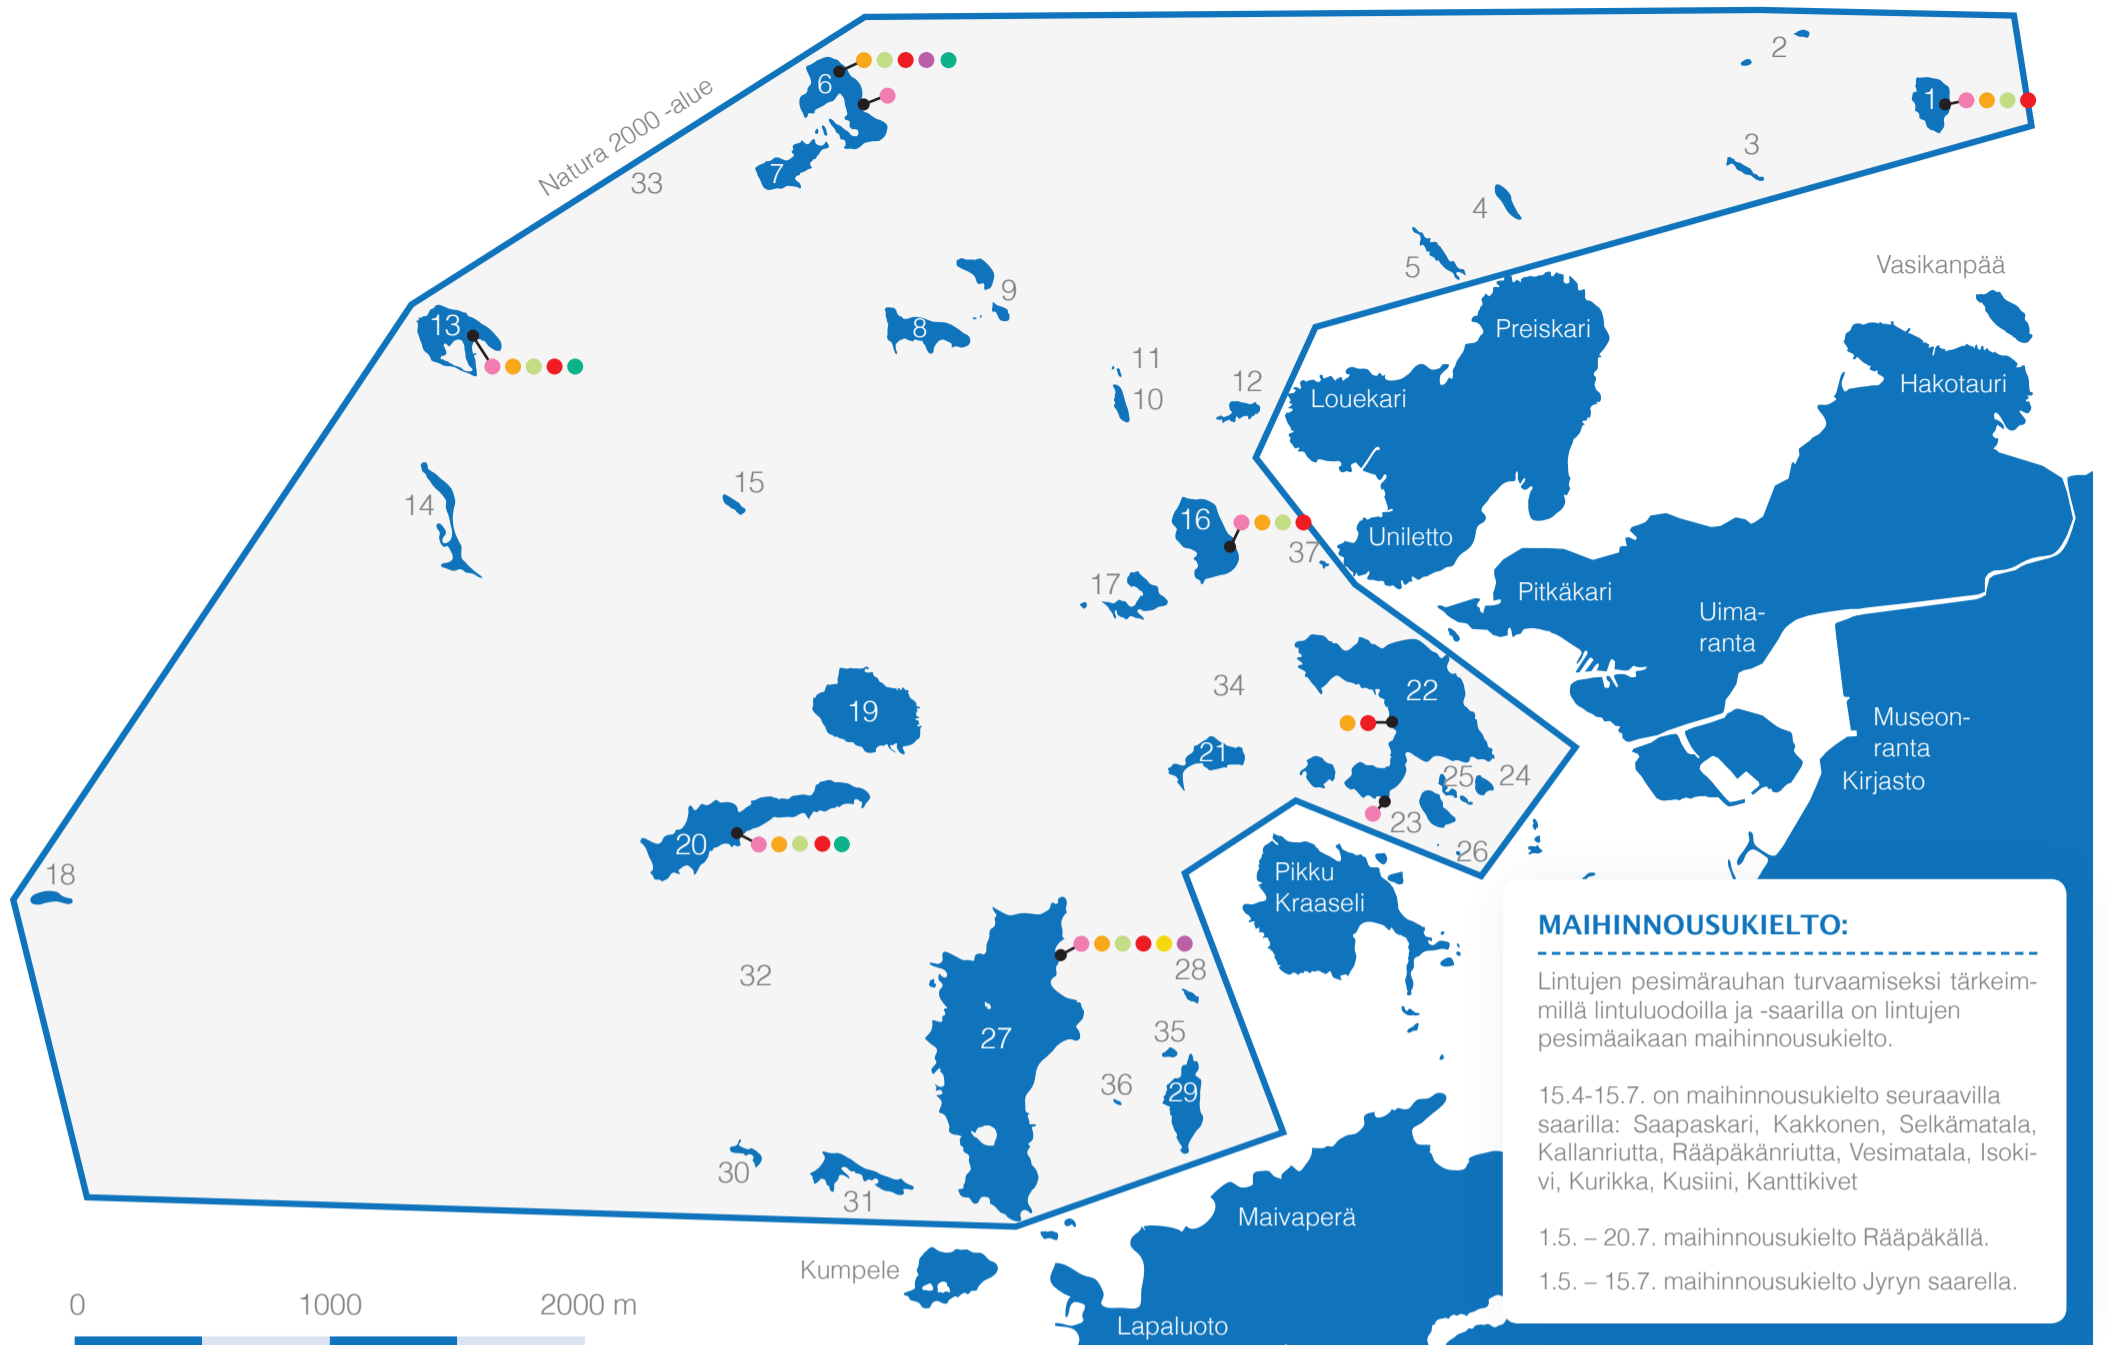 2
6
1
Natura 2000 -alue
3
7
33
4
5
Vasikanpää
9
13
8
Preiskari
11
12
Hakotauri
10
Louekari
15
14
16
Uniletto
37
17
Pitkäkari
Uima-
ranta
34
22
19
Museon-
ranta
21
25
24
Kirjasto
23
20
26
18
Pikku
Kraaseli
28
32
27
35
36
29
30
31
Maivaperä
Kumpele
0
1000
2000 m
Lapaluoto
MAIHINNOUSUKIELTO:
Lintujen pesimärauhan turvaamiseksi tärkeim-
millä lintuluodoilla ja -saarilla on lintujen
pesimäaikaan maihinnousukielto.
15.4-15.7. on maihinnousukielto seuraavilla
saarilla: Saapaskari, Kakkonen, Selkämatala,
Kallanriutta, Rääpäkänriutta, Vesimatala, Isoki-
vi, Kurikka, Kusiini, Kanttikivet
1.5. – 20.7. maihinnousukielto Rääpäkällä.
1.5. – 15.7. maihinnousukielto Jyryn saarella.